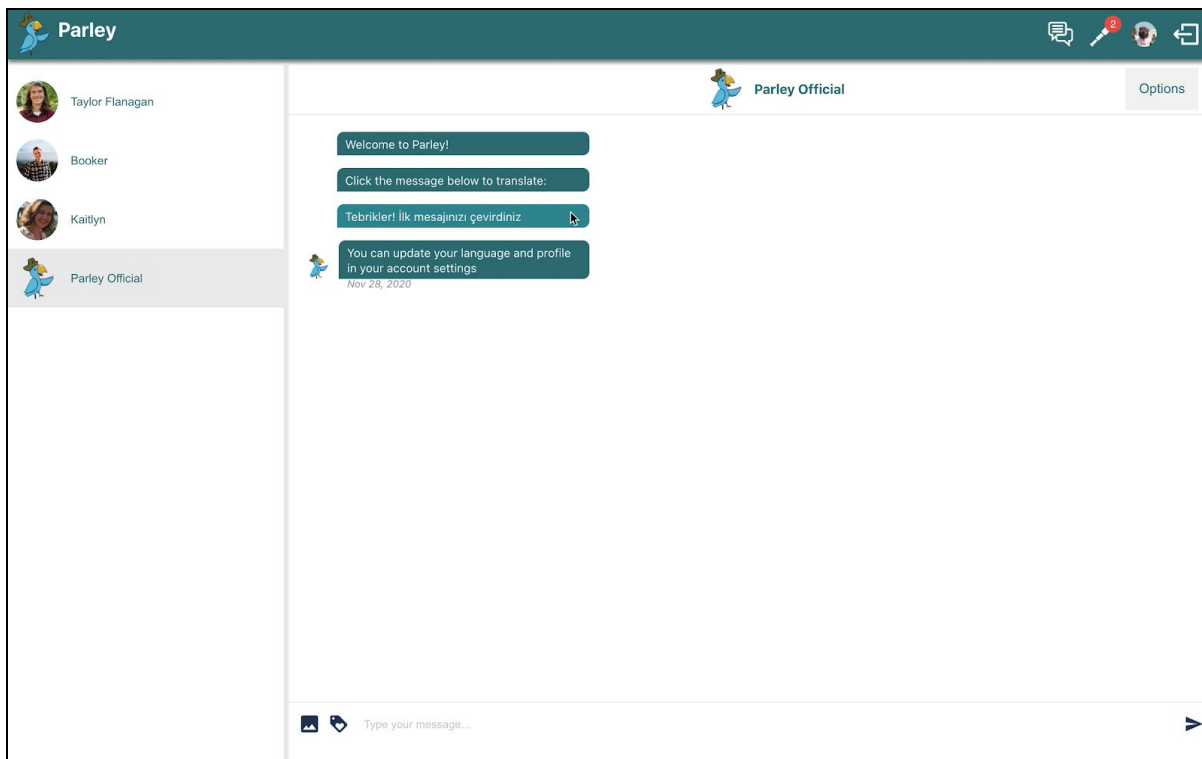 Parley
2
Taylor Flanagan
Booker
Kaitlyn
Parley Official
Parley Official
Options
Welcome to Parley!
Click the message below to translate:
Tebrikler! İlk mesajınızı çevirdiniz
You can update your language and profile
in your account settings
Nov 28, 2020
Type your message...